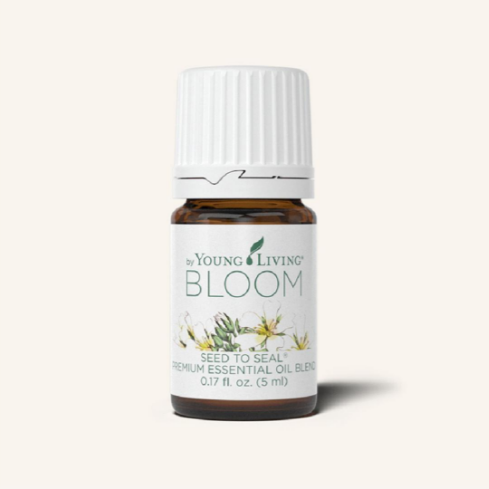 by YOUNG LIVING®
BLOOM
SEED TO SEAL®
PREMIUM ESSENTIAL OIL BLEND
0.17 fl. oz. (5 ml)